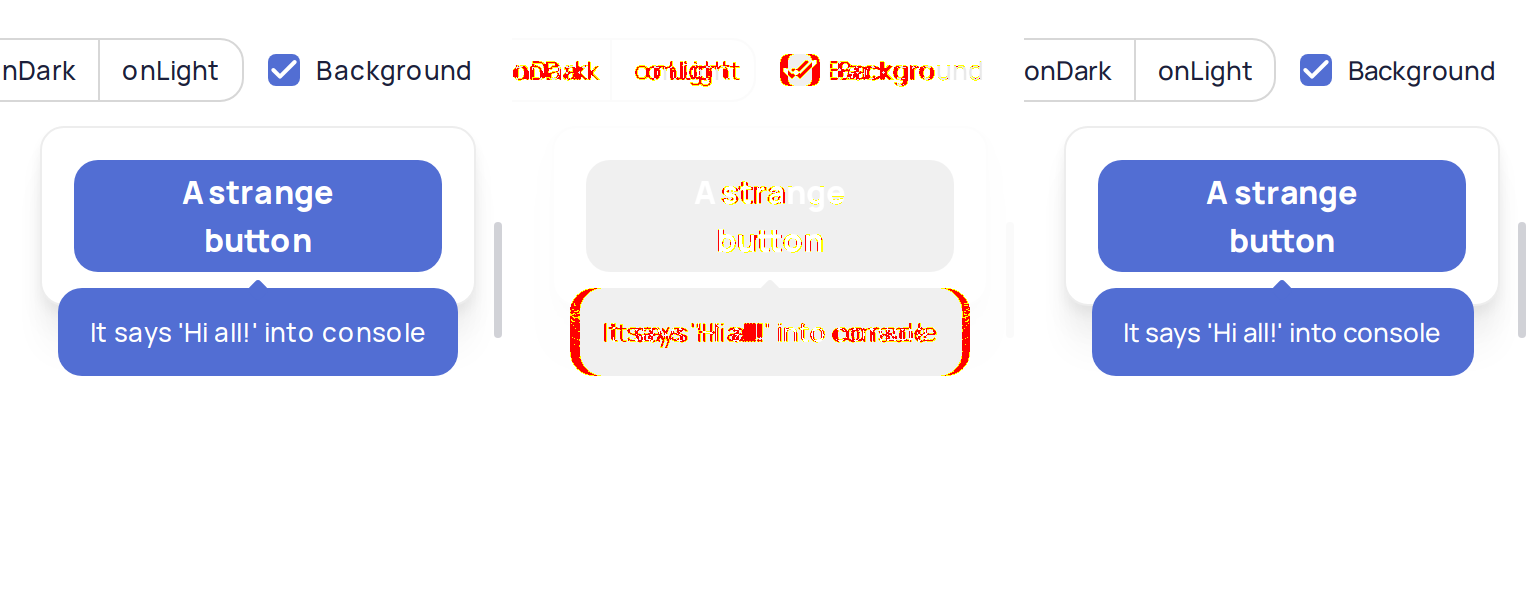 nDark onLight Background
A strange
button
It says 'Hi all!' into console
onDark onLight Background
A strange
button
It says 'Hi all!' into console
onDark onLight Background
A strange
button
It says 'Hi all!' into console